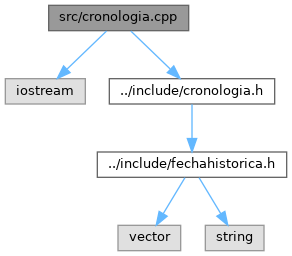 src/cronologia.cpp
iostream
../include/cronologia.h
../include/fechahistorica.h
vector
string